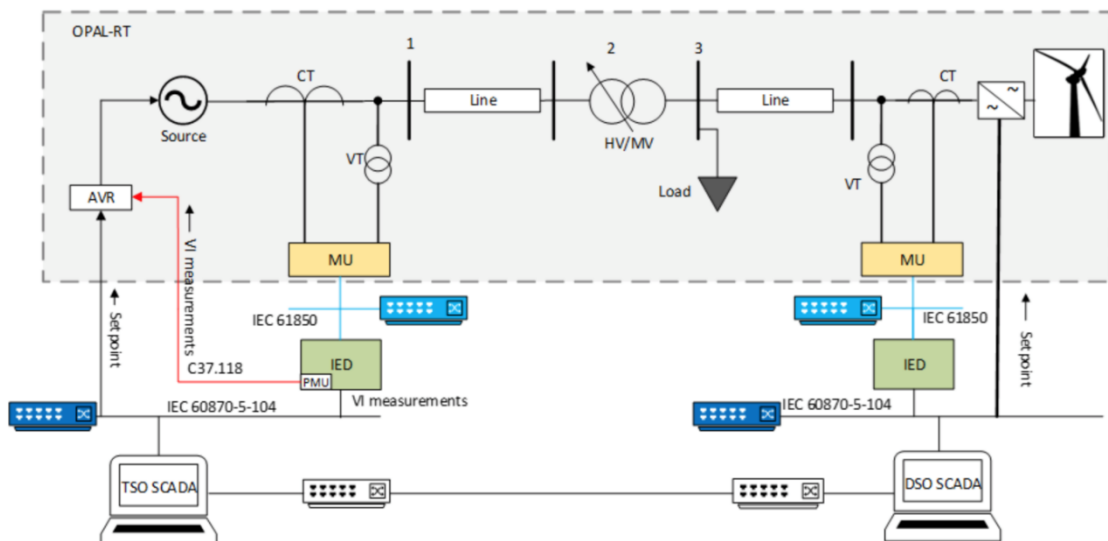 OPAL-RT
1
2
3
CT
CT
Line
Line
Source
HV/MV
VT
VT
Load
AVR
VI measurements
MU
MU
Set point
IEC 61850
IEC 61850
Set point
C37.118
IED
PMU
IED
VI measurements
IEC 60870-5-104
IEC 60870-5-104
TSO SCADA
DSO SCADA